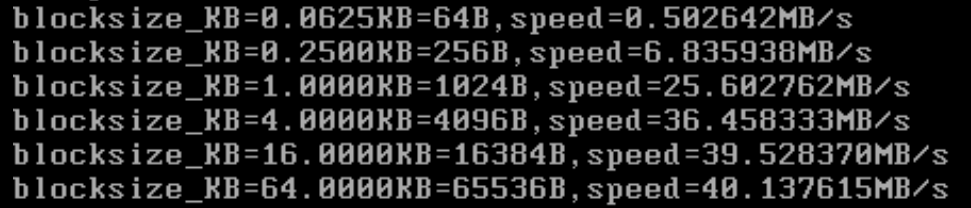 blocksize_KB=0.0625KB=64B,speed=0.502642MB/s
blocksize_KB=0.2500KB=256B,speed=6.835938MB/s
blocksize_KB=1.0000KB=1024B,speed=25.602762MB/s
blocksize_KB=4.0000KB=4096B,speed=36.458333MB/s
blocksize_KB=16.0000KB=16384B,speed=39.528370MB/s
blocksize_KB=64.0000KB=65536B,speed=40.137615MB/s